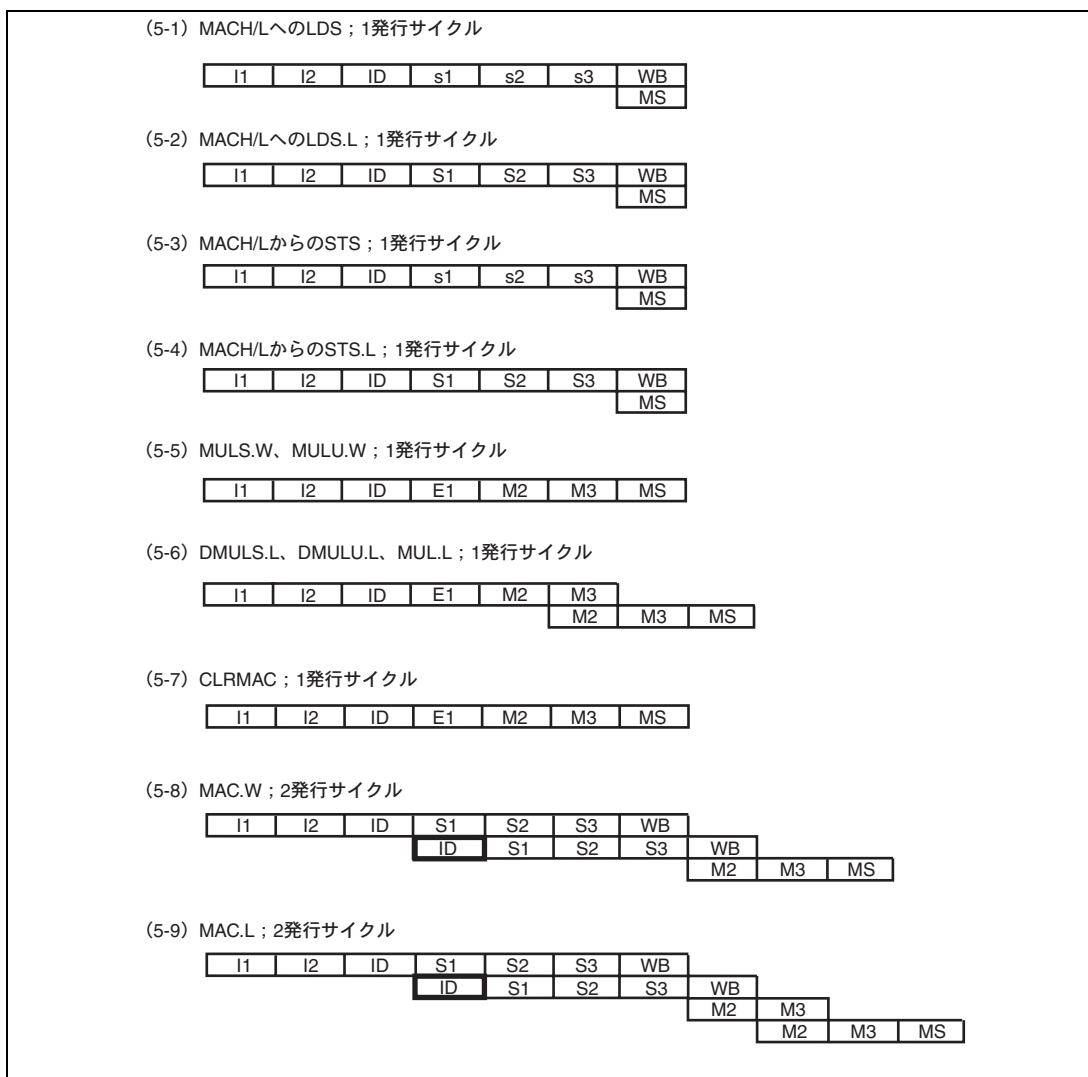 （5-1）MACH/LへのLDS；1発行サイクル
I1 I2 ID s1 s2 s3 WB
MS
（5-2）MACH/LへのLDS.L；1発行サイクル
I1 I2 ID S1 S2 S3 WB
MS
（5-3）MACH/LからのSTS；1発行サイクル
I1 I2 ID s1 s2 s3 WB
MS
（5-4）MACH/LからのSTS.L；1発行サイクル
I1 I2 ID S1 S2 S3 WB
MS
（5-5）MULS.W、MULU.W；1発行サイクル
I1 I2 ID E1 M2 M3 MS
（5-6）DMULS.L、DMULU.L、MUL.L；1発行サイクル
I1 I2 ID E1 M2 M3
M2 M3 MS
（5-7）CLRMAC；1発行サイクル
I1 I2 ID E1 M2 M3 MS
（5-8）MAC.W；2発行サイクル
I1 I2 ID S1 S2 S3 WB
ID S1 S2 S3 WB
M2 M3 MS
（5-9）MAC.L；2発行サイクル
I1 I2 ID S1 S2 S3 WB
ID S1 S2 S3 WB
M2 M3
M2 M3 MS